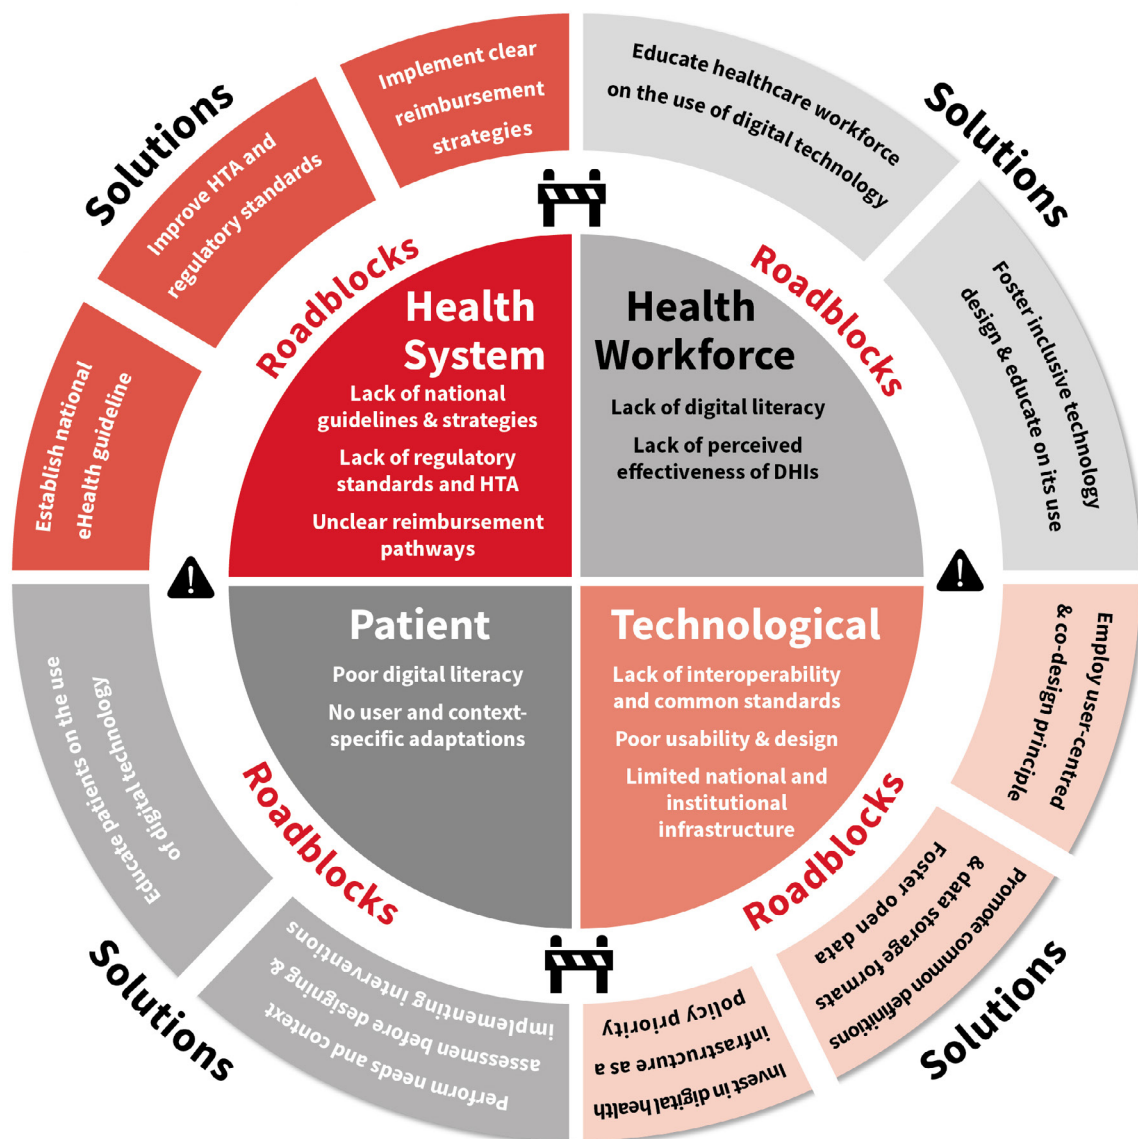 Solutions
Implement clear
reimbursement
strategies
Improve HTA and
regulatory standards
Establish national
eHealth guideline
Roadblocks
Health
System
Lack of national
guidelines & strategies
Lack of regulatory
standards and HTA
Unclear reimbursement
pathways
Solutions
Educate healthcare workforce
on the use of digital technology
Foster inclusive technology
design & educate on its use
Roadblocks
Health
Workforce
Lack of digital literacy
Lack of perceived
effectiveness of DHIs
Patient
Poor digital literacy
No user and context-
specific adaptations
Roadblocks
Educate patients on the use
of digital technology
Perform needs and context
assessmen before designing &
implementing interventions
Solutions
Technological
Lack of interoperability
and common standards
Poor usability & design
Limited national and
institutional
infrastructure
Roadblocks
Employ user-centred
& co-design principle
Promote common definitions
& data storage formats
Foster open data
Invest in digital health
infrastructure as a
policy priority
Solutions